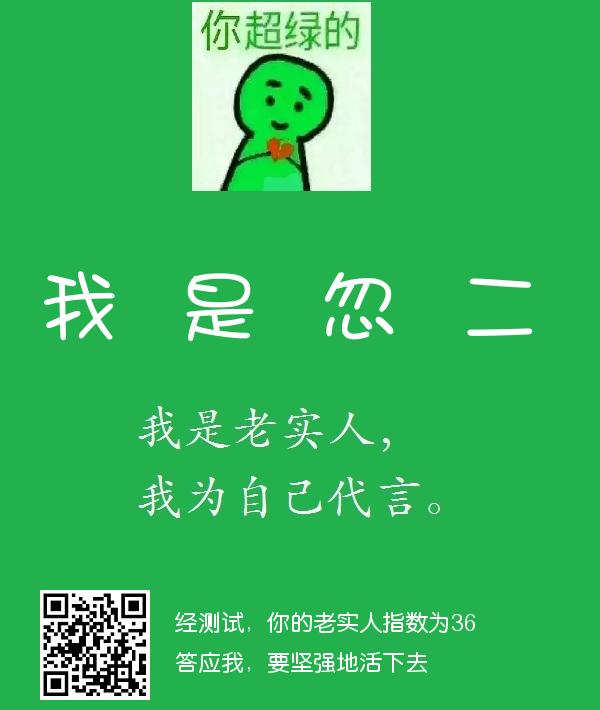 你超绿的
我是忽二
我是老实人，
我为自己代言。
经测试，你的老实人指数为36
答应我，要坚强地活下去